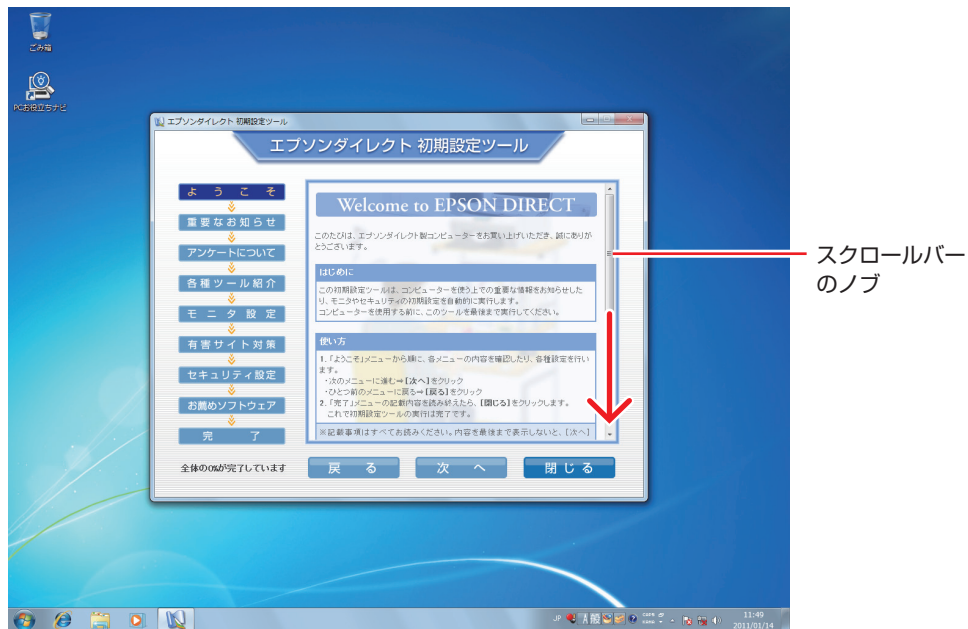 ごみ箱
PCお役立ちナビ
エプソンダイレクト 初期設定ツール
エプソンダイレクト 初期設定ツール
ようこそ
重要なお知らせ
アンケートについて
各種ツール紹介
モニタ設定
有害サイト対策
セキュリティ設定
お薦めソフトウェア
完 了
全体の0%が完了しています
Welcome to EPSON DIRECT
このたびは、エプソンダイレクト製コンピューターをお買い上げいただき、誠にありが
とうございます。
はじめに
この初期設定ツールは、コンピューターを使う上での重要な情報をお知らせした
り、モニタやセキュリティの初期設定を自動的に実行します。
コンピューターを使用する前に、このツールを最後まで実行してください。
使い方
1.「ようこそ」メニューから順に、各メニューの内容を確認したり、各種設定を行い
ます。
・次のメニューに進む⇒[次へ]をクリック
・ひとつ前のメニューに戻る⇒[戻る]をクリック
2.「完了」メニューの記載内容を読み終えたら、[閉じる]をクリックします。
これで初期設定ツールの実行は完了です。
※記載事項はすべてお読みください。内容を最後まで表示しないと、[次へ]
戻 る
次 へ
閉じる
スクロールバー
のノブ
JP
A 般
CAPS
KANA
11:49
2011/01/14